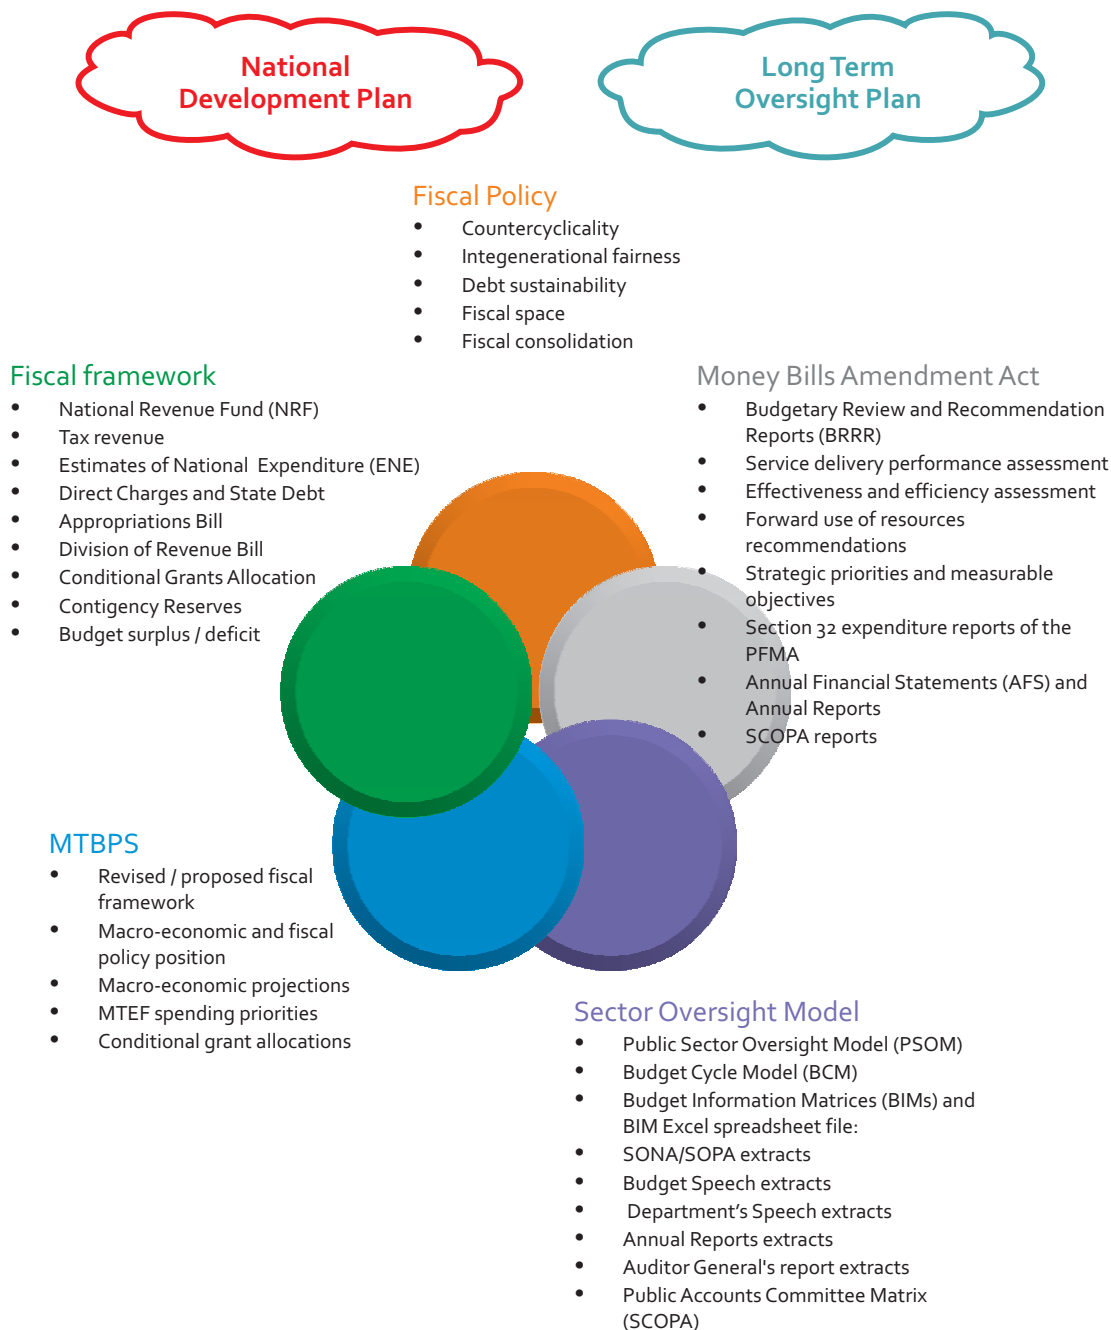 National
Development Plan
Long Term
Oversight Plan
Fiscal Policy
• Countercyclicality
• Integenerational fairness
• Debt sustainability
• Fiscal space
• Fiscal consolidation
Fiscal framework
• National Revenue Fund (NRF)
• Tax revenue
• Estimates of National Expenditure (ENE)
• Direct Charges and State Debt
• Appropriations Bill
• Division of Revenue Bill
• Conditional Grants Allocation
• Contigency Reserves
• Budget surplus / deficit
Money Bills Amendment Act
• Budgetary Review and Recommendation
Reports (BRRR)
• Service delivery performance assessment
• Effectiveness and efficiency assessment
• Forward use of resources
recommendations
• Strategic priorities and measurable
objectives
• Section 32 expenditure reports of the
PFMA
• Annual Financial Statements (AFS) and
Annual Reports
• SCOPA reports
MTBPS
• Revised / proposed fiscal
framework
• Macro-economic and fiscal
policy position
• Macro-economic projections
• MTEF spending priorities
• Conditional grant allocations
Sector Oversight Model
• Public Sector Oversight Model (PSOM)
• Budget Cycle Model (BCM)
• Budget Information Matrices (BIMs) and
BIM Excel spreadsheet file:
• SONA/SOPA extracts
• Budget Speech extracts
• Department’s Speech extracts
• Annual Reports extracts
• Auditor General's report extracts
• Public Accounts Committee Matrix
(SCOPA)